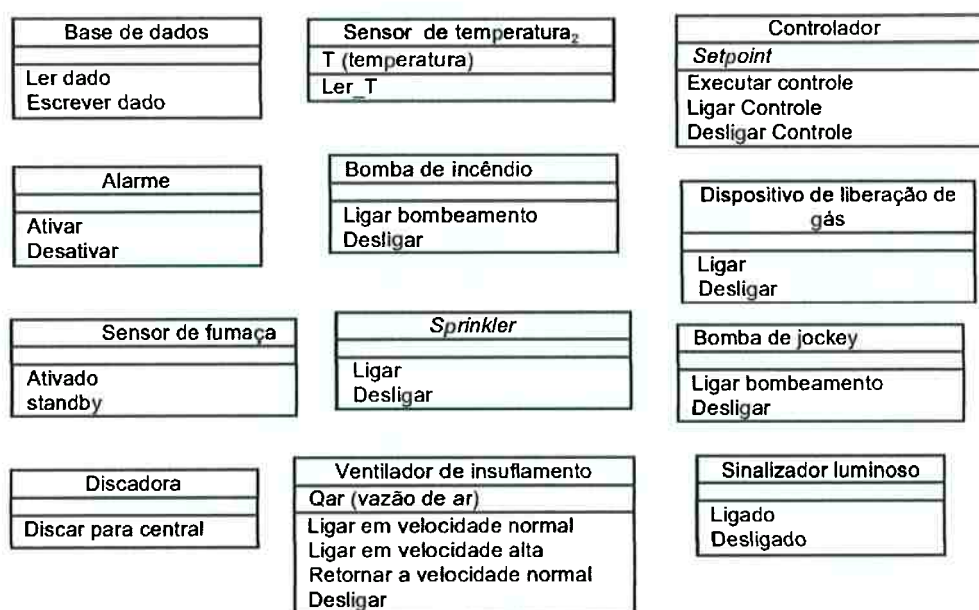 Base de dados
Ler dado
Escrever dado
Sensor de temperatura₂
T (temperatura)
Ler_T
Controlador
Setpoint
Executar controle
Ligar Controle
Desligar Controle
Alarme
Ativar
Desativar
Bomba de incêndio
Ligar bombeamento
Desligar
Dispositivo de liberação de
gás
Ligar
Desligar
Sensor de fumaça
Ativado
standby
Sprinkler
Ligar
Desligar
Bomba de jockey
Ligar bombeamento
Desligar
Discadora
Discar para central
Ventilador de insuflamento
Qar (vazão de ar)
Ligar em velocidade normal
Ligar em velocidade alta
Retornar a velocidade normal
Desligar
Sinalizador luminoso
Ligado
Desligado